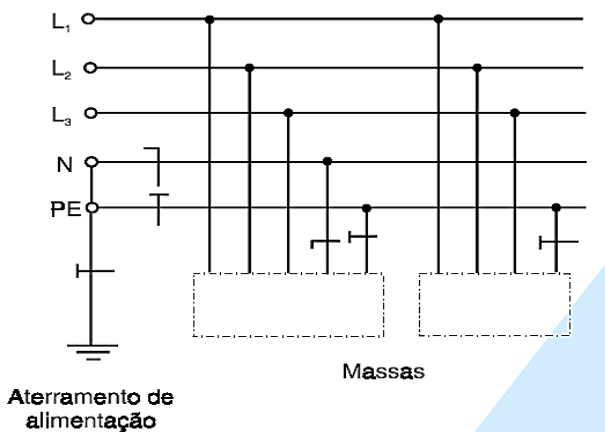 L₁
L₂
L₃
N
PE
Massas
Aterramento de
alimentação